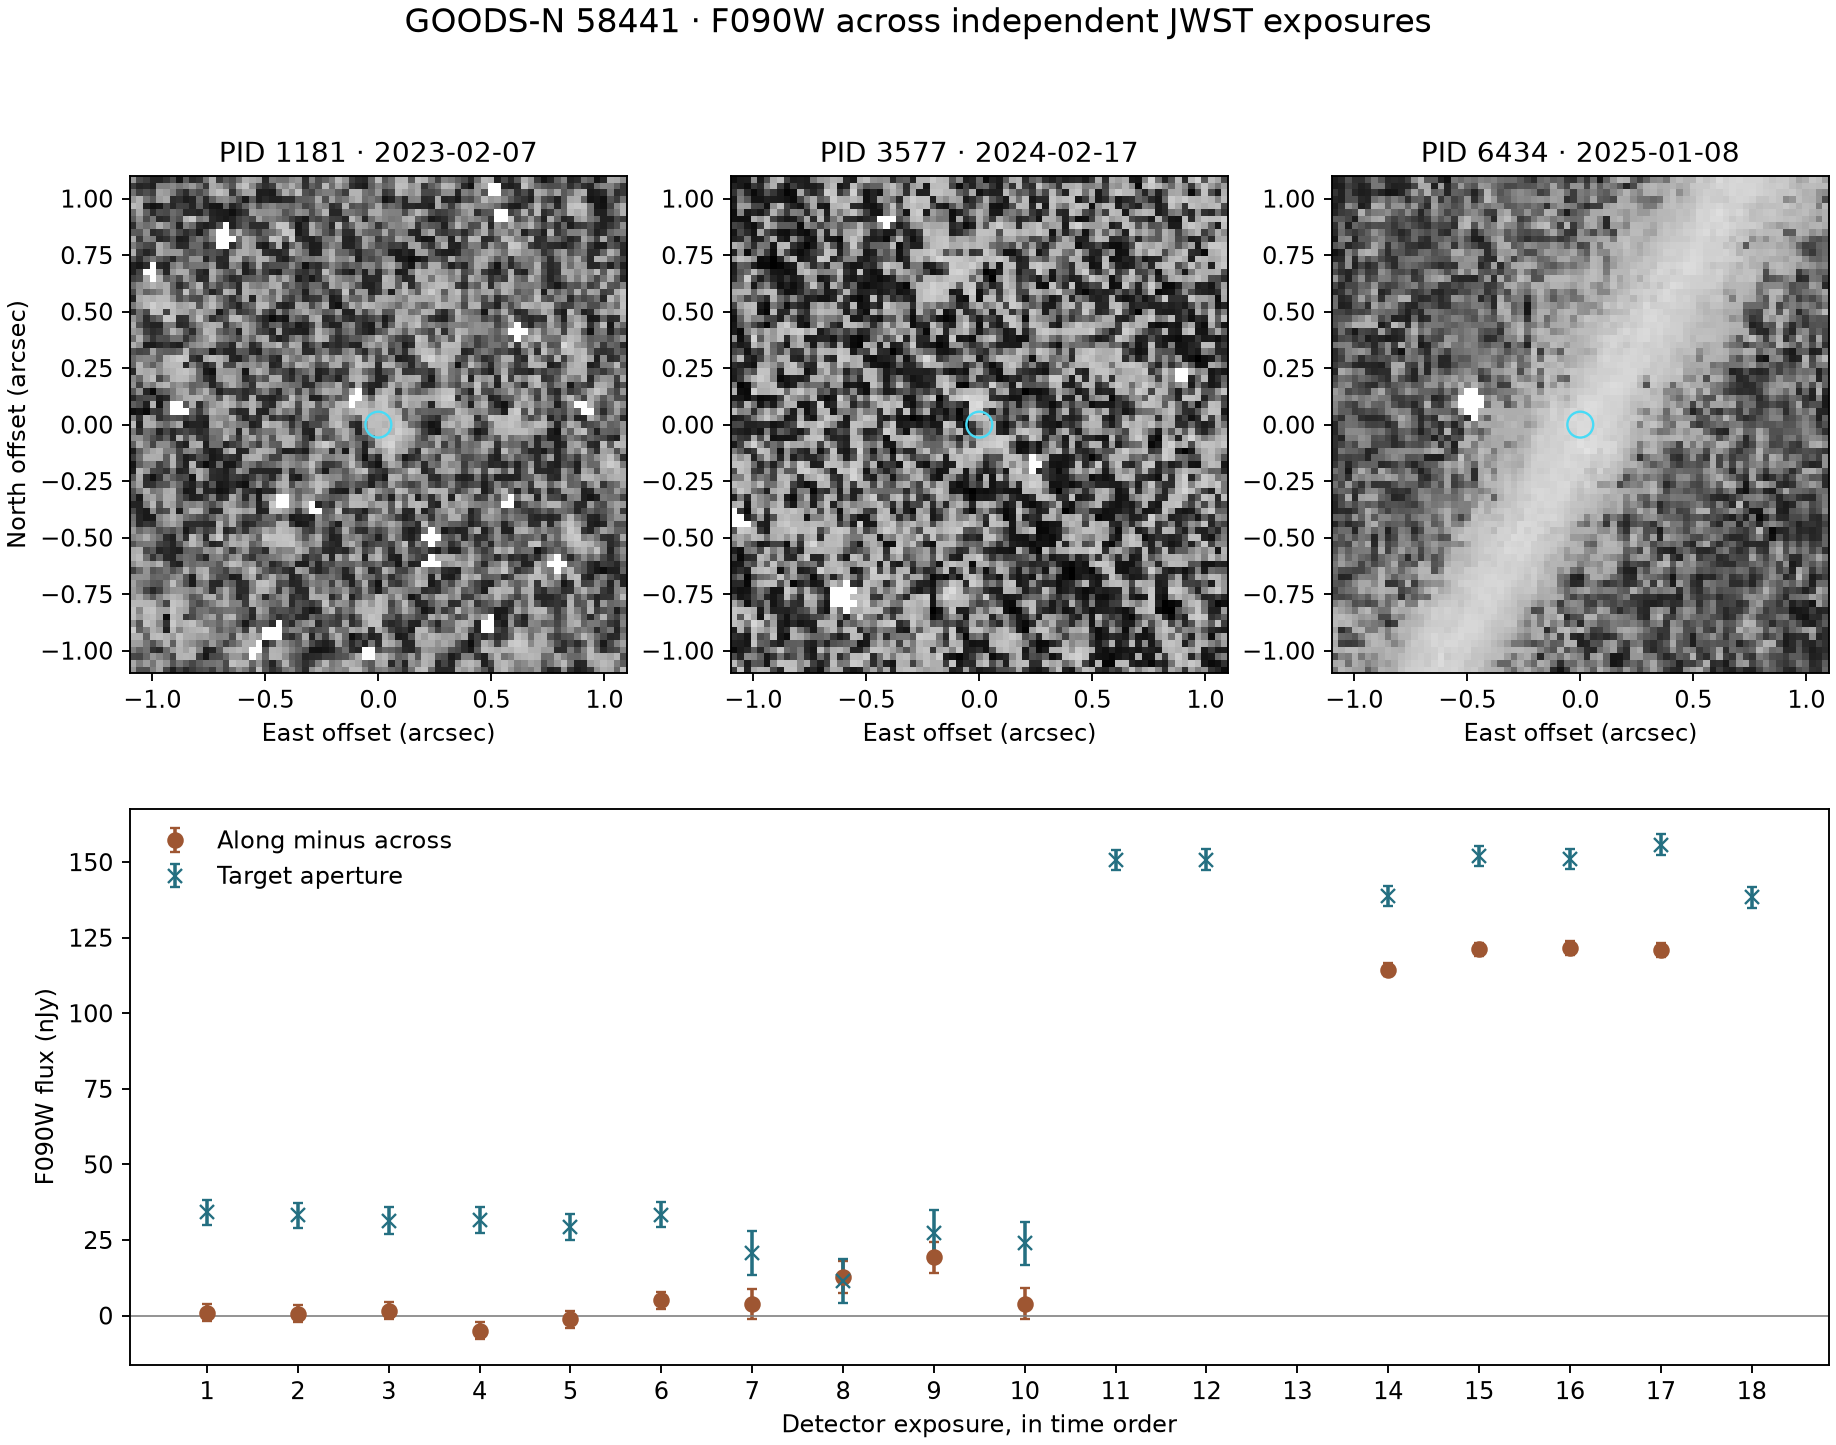 GOODS-N 58441 · F090W across independent JWST exposures
PID 1181 · 2023-02-07
PID 3577 · 2024-02-17
PID 6434 · 2025-01-08
North offset (arcsec)
1.00
0.75
0.50
0.25
0.00
−0.25
−0.50
−0.75
−1.00
−1.0 −0.5 0.0 0.5 1.0
East offset (arcsec)
1.00
0.75
0.50
0.25
0.00
−0.25
−0.50
−0.75
−1.00
−1.0 −0.5 0.0 0.5 1.0
East offset (arcsec)
1.00
0.75
0.50
0.25
0.00
−0.25
−0.50
−0.75
−1.00
−1.0 −0.5 0.0 0.5 1.0
East offset (arcsec)
Along minus across
Target aperture
F090W flux (nJy)
150
125
100
75
50
25
0
1 2 3 4 5 6 7 8 9 10 11 12 13 14 15 16 17 18
Detector exposure, in time order